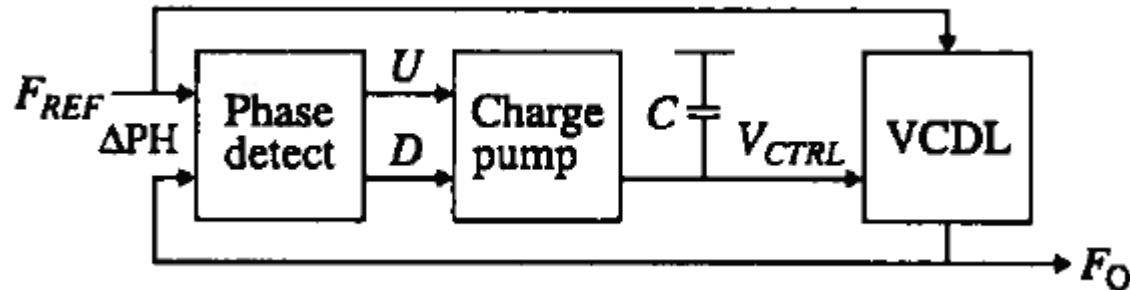 F_REF
ΔPH
Phase
detect
U
D
Charge
pump
C
V_CTRL
VCDL
F_O